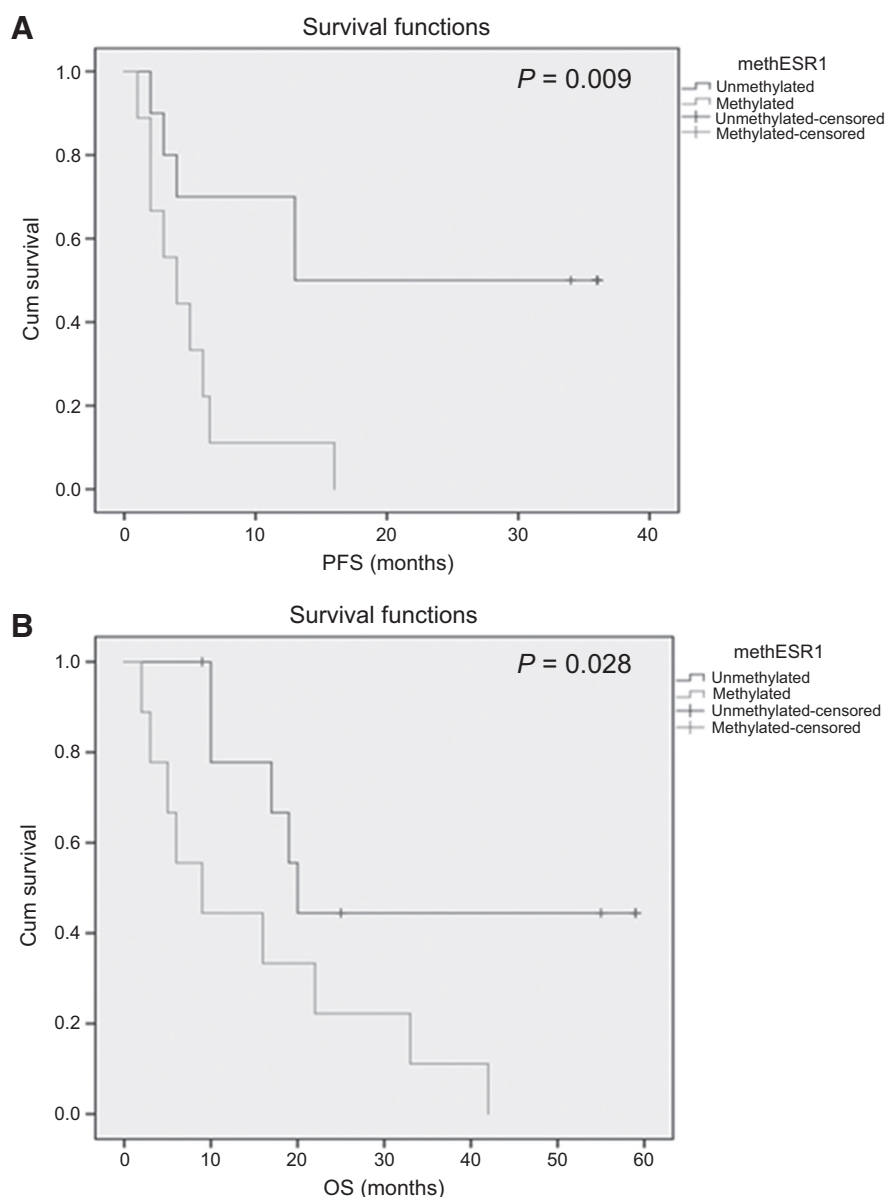 A
Survival functions
P = 0.009
methESR1
Unmethylated
Methylated
Unmethylated-censored
Methylated-censored
Cum survival
1.0
0.8
0.6
0.4
0.2
0.0
0 10 20 30 40
PFS (months)
B
Survival functions
P = 0.028
methESR1
Unmethylated
Methylated
Unmethylated-censored
Methylated-censored
Cum survival
1.0
0.8
0.6
0.4
0.2
0.0
0 10 20 30 40 50 60
OS (months)